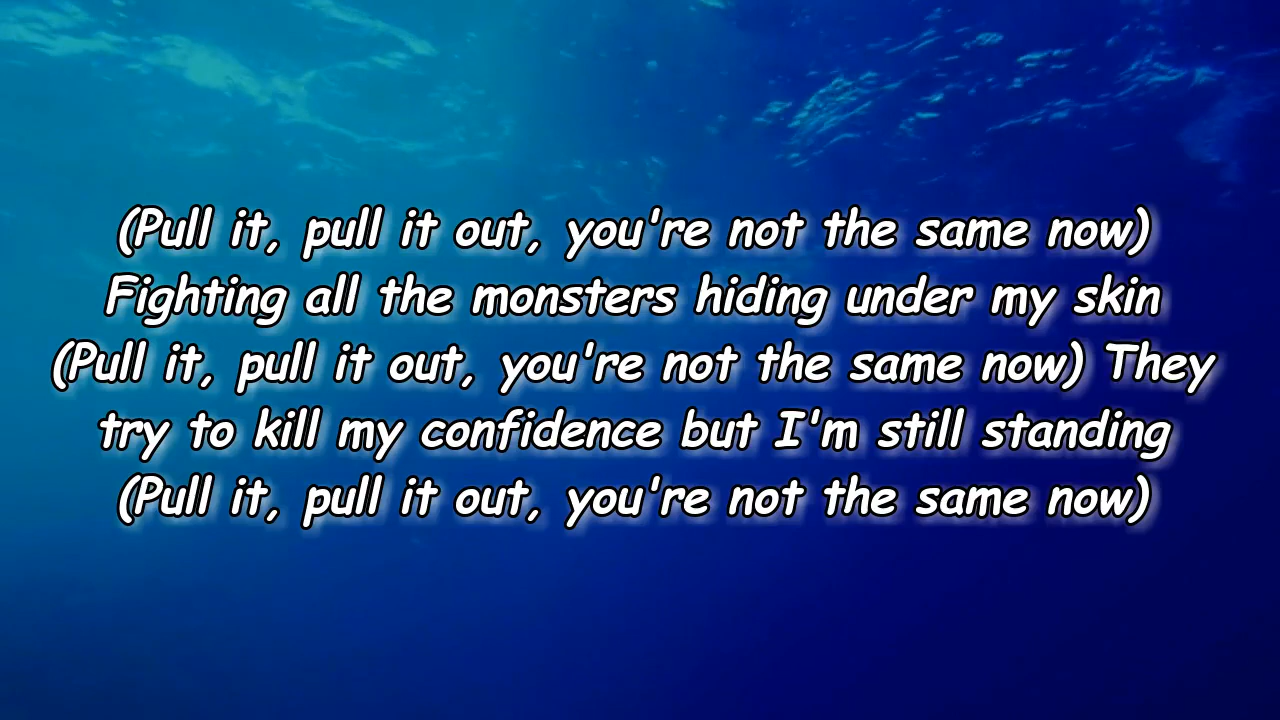 (Pull it, pull it out, you're not the same now)
Fighting all the monsters hiding under my skin
(Pull it, pull it out, you're not the same now) They
try to kill my confidence but I'm still standing
(Pull it, pull it out, you're not the same now)